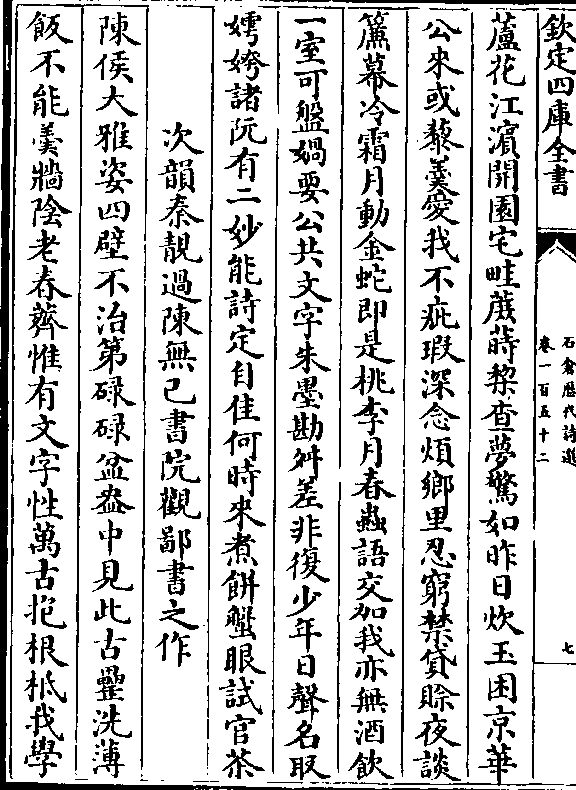 欽定四庫全書
石倉歷代詩選
卷一百五十二
七
蘆花江濵開園宅畦蔬蒔棃查夢驚如昨日炊玉困京華
公來或藜羹愛我不疵瑕深念煩鄉里忍窮禁貸賒夜談
簾幕冷霜月動金蛇即是桃李月春蟲語交加我亦無酒飲
一室可盤媧要公共文字朱墨勘舛差非復少年日聲名取
嫮姱諸阮有二妙能詩定自佳何時來煮餅蟹眼試官茶
次韻秦覯過陳無已書院觀鄙書之作
陳侯大雅姿四壁不治第碌碌盆盎中見此古罍洗薄
飯不能羹牆陰老春薺惟有文字性萬古抱根柢我學